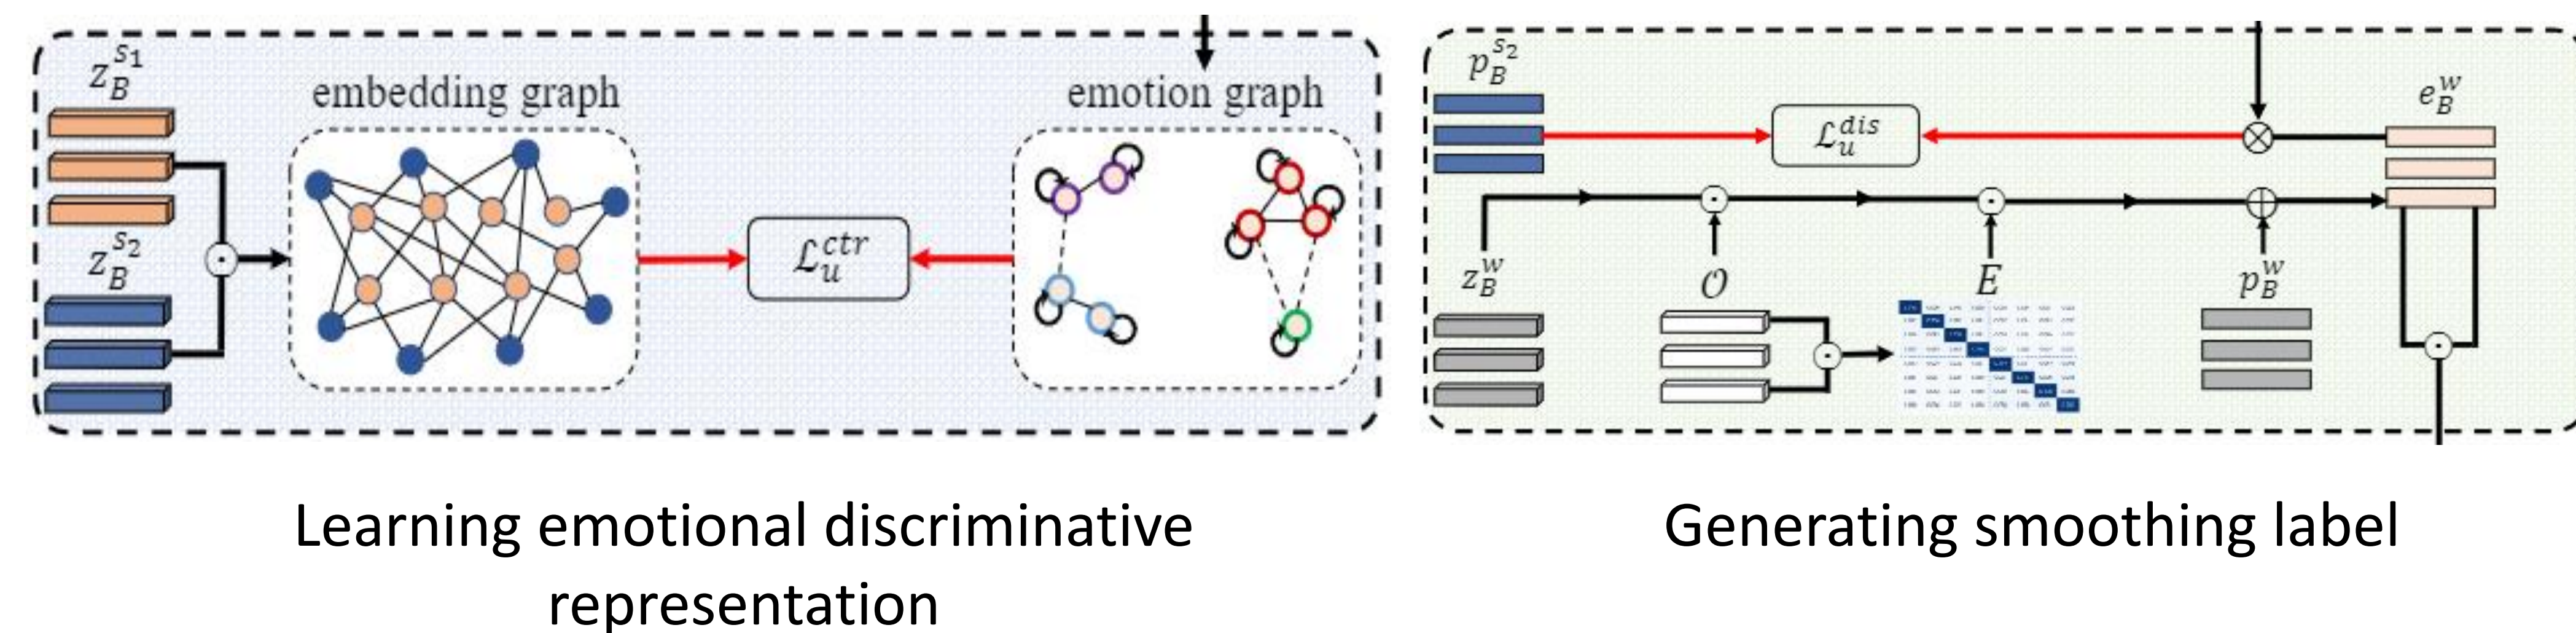 z_B^{s_1}
embedding graph
emotion graph
z_B^{s_2}
ℒ_u^{ctr}
p_B^{s_2}
ℒ_u^{dis}
e_B^w
z_B^w
𝒪
E
p_B^w
Learning emotional discriminative
representation
Generating smoothing label